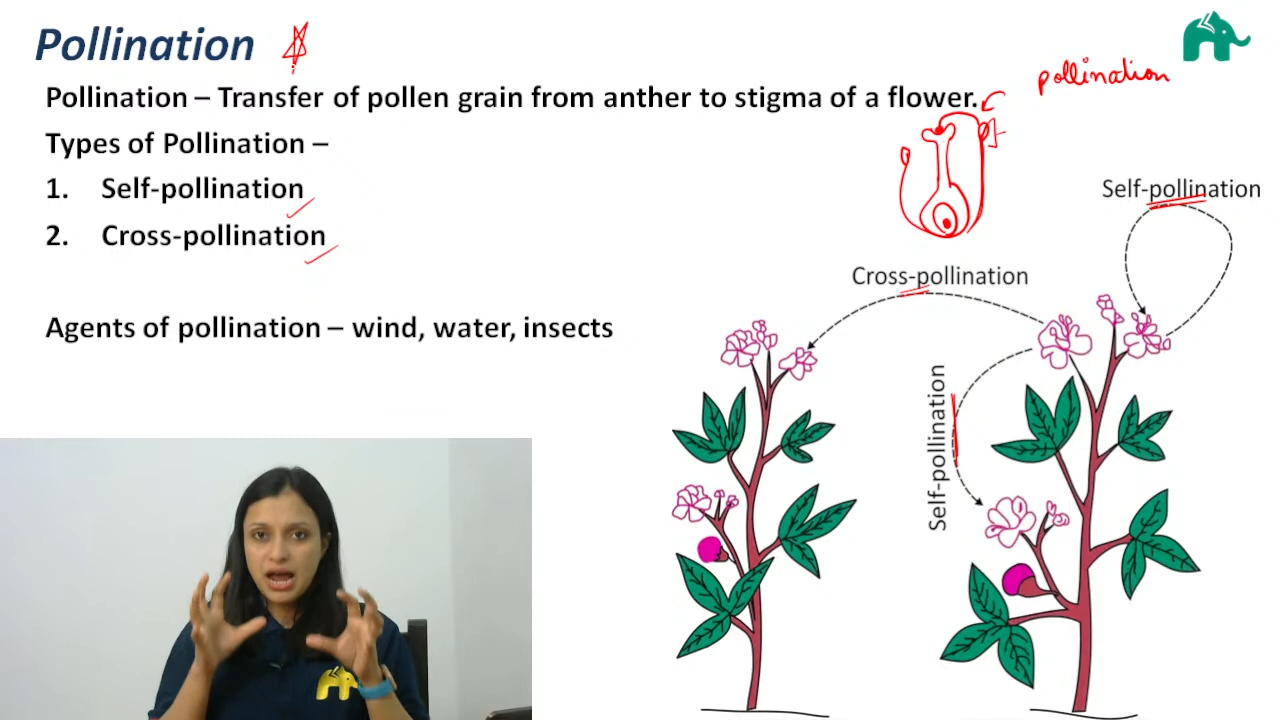 Pollination
pollination
Pollination – Transfer of pollen grain from anther to stigma of a flower.
Types of Pollination –
1. Self-pollination
2. Cross-pollination
Agents of pollination – wind, water, insects
Self-pollination
Cross-pollination
Self-pollination